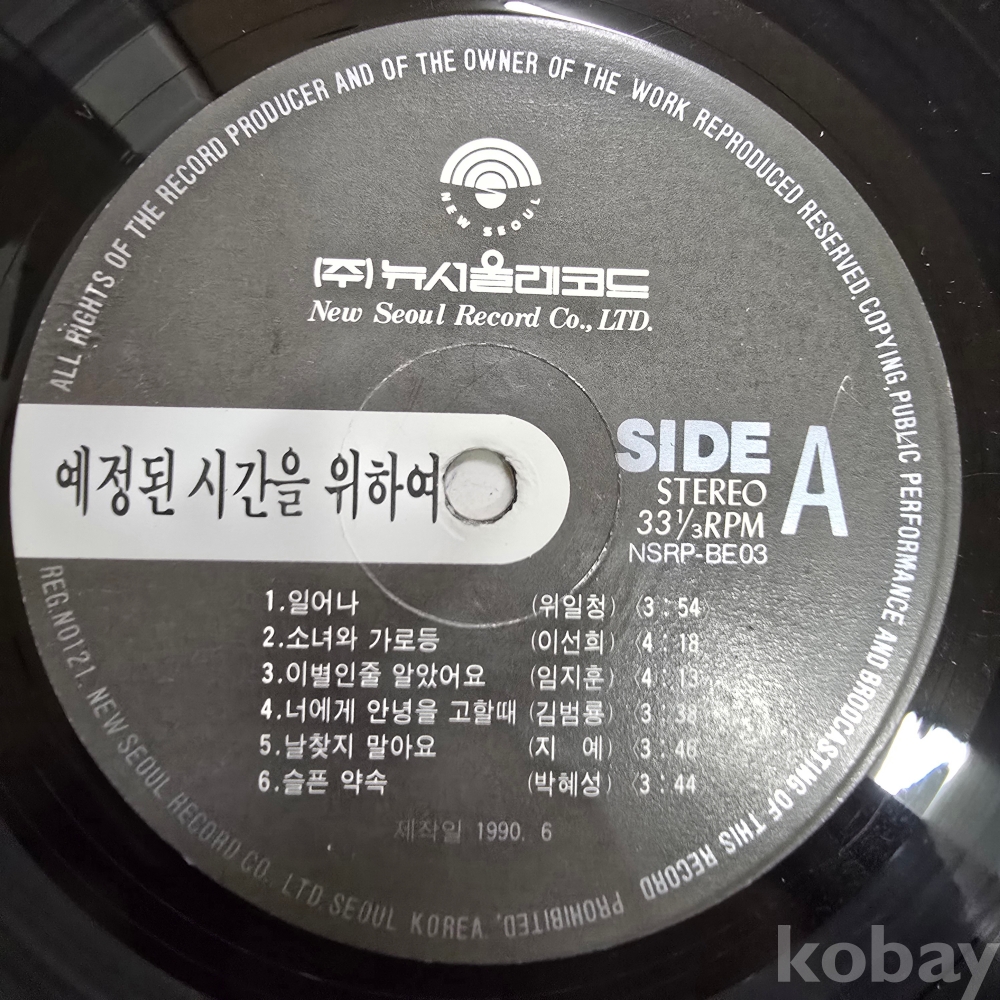 ALL RIGHTS OF THE RECORD PRODUCER AND OF THE OWNER OF THE WORK REPRODUCED RESERVED. COPYING, PUBLIC PERFORMANCE AND BROADCASTING OF THIS RECORD PROHIBITED.
NEW SEOUL
(주)뉴서울레코드
New Seoul Record Co., LTD.
예정된 시간을 위하여
SIDE A
STEREO
33 1/3 RPM
NSRP-BE03
1.일어나 (위일청) (3:54)
2.소녀와 가로등 (이선희) (4:18)
3.이별인줄 알았어요 (임지훈) (4:13)
4.너에게 안녕을 고할때 (김범룡) (3:38)
5.날찾지 말아요 (지 예) (3:46)
6.슬픈 약속 (박혜성) (3:44)
제작일 1990. 6
REG.NO121. NEW SEOUL RECORD CO. LTD. SEOUL KOREA.
kobay